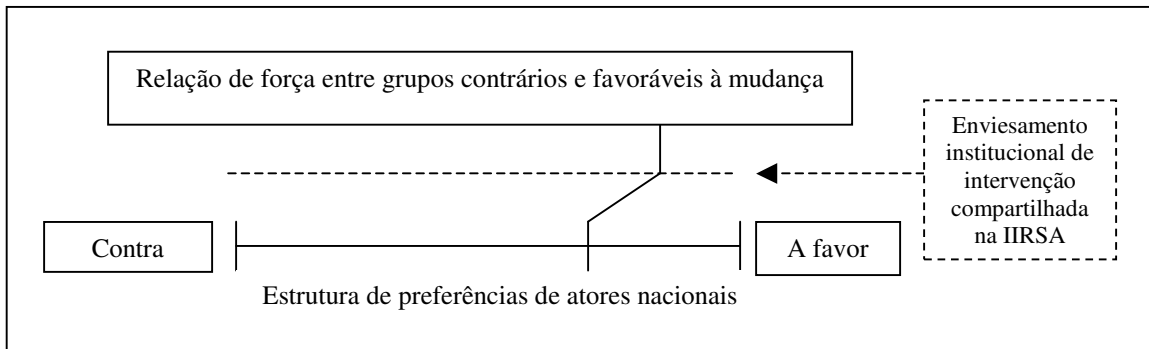 Relação de força entre grupos contrários e favoráveis à mudança
Enviesamento
institucional de
intervenção
compartilhada
na IIRSA
Contra
A favor
Estrutura de preferências de atores nacionais